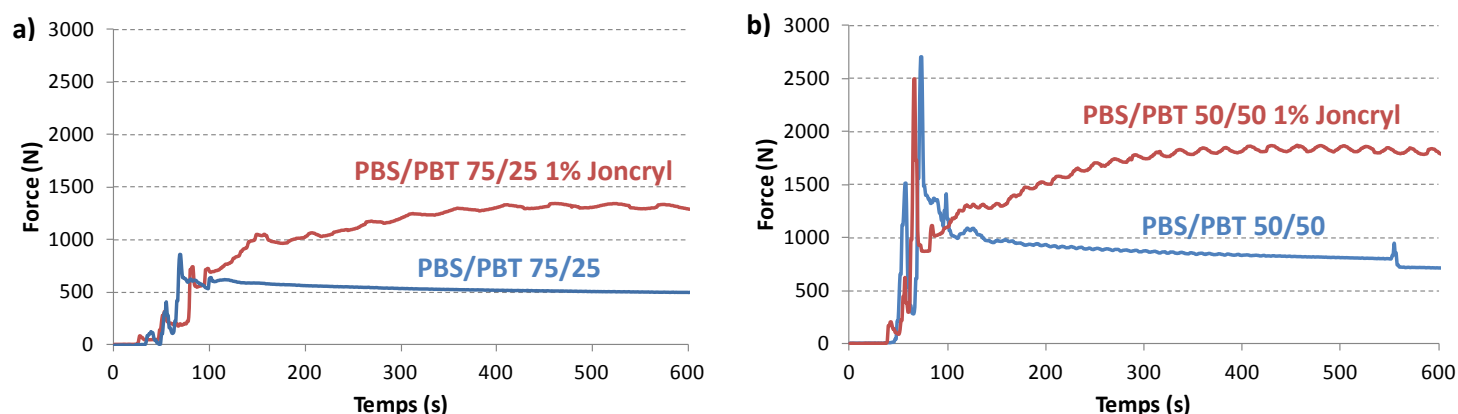 a)
3000
2500
2000
1500
1000
500
0
Force (N)
PBS/PBT 75/25 1% Joncryl
PBS/PBT 75/25
0 100 200 300 400 500 600
Temps (s)
b)
3000
2500
2000
1500
1000
500
0
Force (N)
PBS/PBT 50/50 1% Joncryl
PBS/PBT 50/50
0 100 200 300 400 500 600
Temps (s)